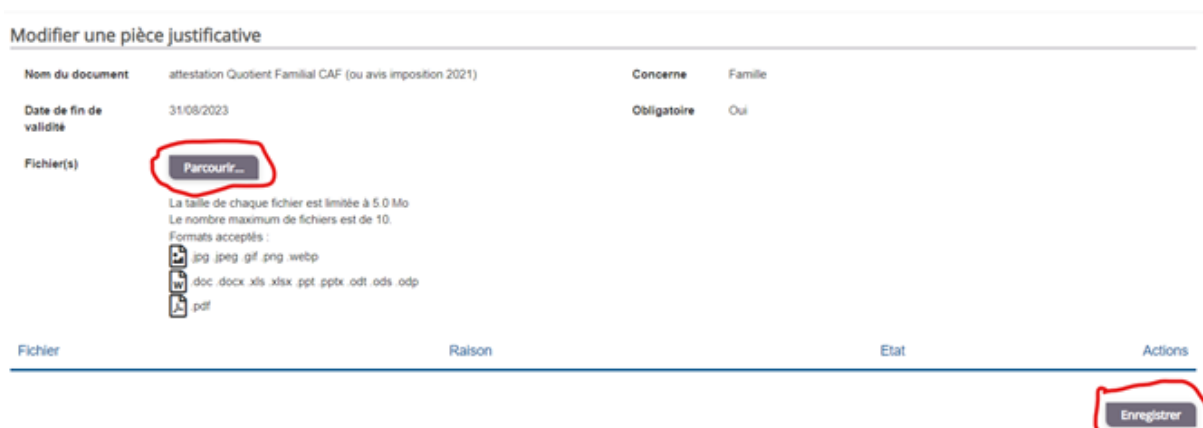 Modifier une pièce justificative
Nom du document attestation Quotient Familial CAF (ou avis imposition 2021) Concerne Famille
Date de fin de validité 31/08/2023 Obligatoire Oui
Fichier(s) Parcourir...
La taille de chaque fichier est limitée à 5.0 Mo
Le nombre maximum de fichiers est de 10.
Formats acceptés :
.jpg .jpeg .gif .png .webp
.doc .docx .xls .xlsx .ppt .pptx .odt .ods .odp
.pdf
Fichier Raison Etat Actions
Enregistrer